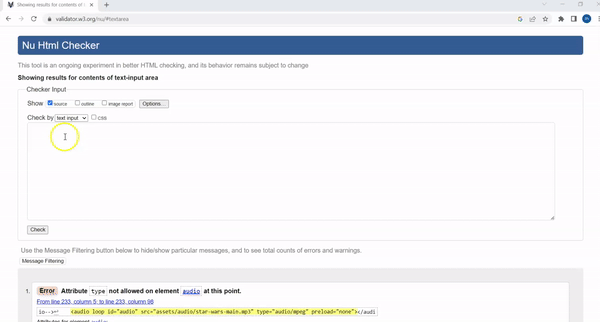 Showing results for contents of
validator.w3.org/nu/#textarea
Nu Html Checker
This tool is an ongoing experiment in better HTML checking, and its behavior remains subject to change
Showing results for contents of text-input area
Checker Input
Show source outline image report Options...
Check by text input css
Check
Use the Message Filtering button below to hide/show particular messages, and to see total counts of errors and warnings.
Message Filtering
1. Error Attribute type not allowed on element audio at this point.
From line 233, column 5; to line 233, column 98
io-->↩ <audio loop id="audio" src="assets/audio/star-wars-main.mp3" type="audio/mpeg" preload="none"></audi
Attributes for element audio: